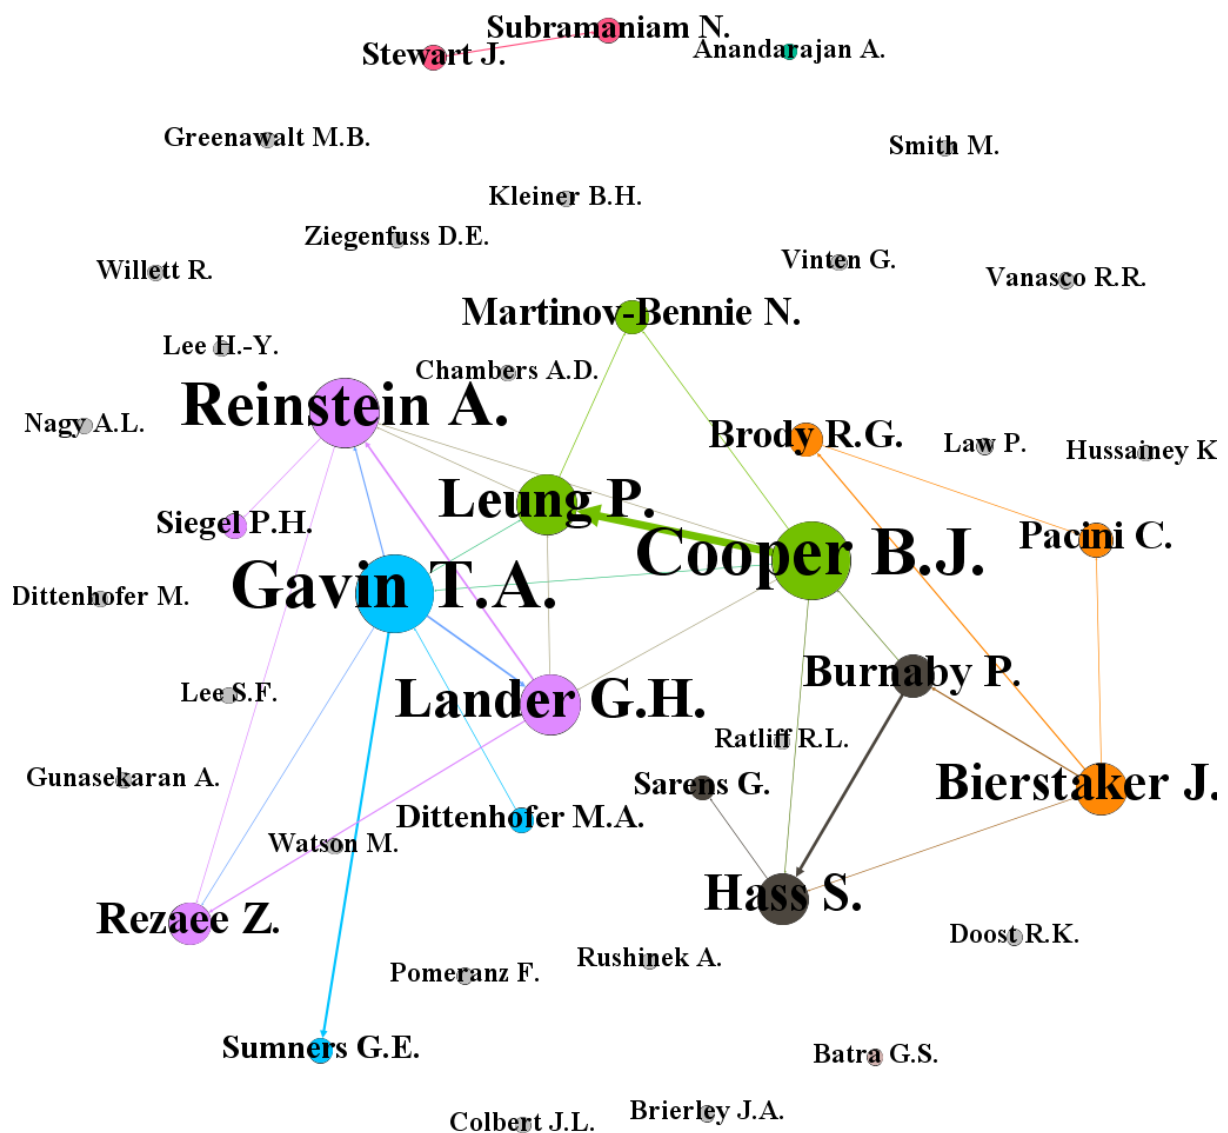 Subramaniam N.
Stewart J.
Anandarajan A.
Greenawalt M.B.
Smith M.
Kleiner B.H.
Ziegenfuss D.E.
Vinten G.
Willett R.
Vanasco R.R.
Martinov-Bennie N.
Lee H.-Y.
Chambers A.D.
Reinstein A.
Nagy A.L.
Brody R.G.
Law P.
Hussainey K
Leung P.
Siegel P.H.
Pacini C.
Cooper B.J.
Gavin T.A.
Dittenhofer M.
Burnaby P.
Lee S.F.
Lander G.H.
Ratliff R.L.
Gunasekaran A.
Sarens G.
Bierstaker J.
Dittenhofer M.A.
Watson M.
Hass S.
Rezaee Z.
Doost R.K.
Rushinek A.
Pomeranz F.
Sumners G.E.
Batra G.S.
Brierley J.A.
Colbert J.L.